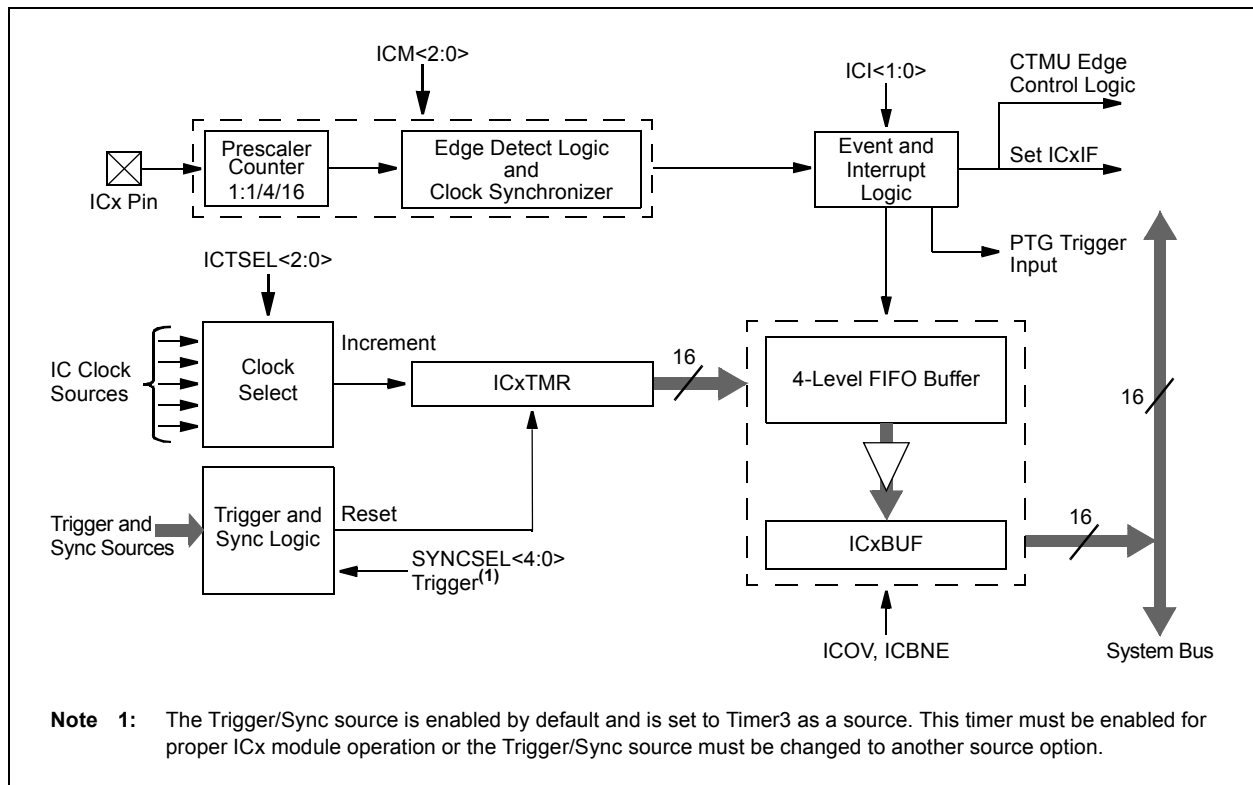 ICM<2:0>
ICI<1:0>
CTMU Edge
Control Logic
Prescaler
Counter
1:1/4/16
Edge Detect Logic
and
Clock Synchronizer
Event and
Interrupt
Logic
Set ICxIF
ICx Pin
PTG Trigger
Input
ICTSEL<2:0>
IC Clock
Sources
Clock
Select
Increment
ICxTMR
16
4-Level FIFO Buffer
16
Trigger and
Sync Sources
Trigger and
Sync Logic
Reset
SYNCSEL<4:0>
Trigger(1)
ICxBUF
16
ICOV, ICBNE
System Bus
Note 1: The Trigger/Sync source is enabled by default and is set to Timer3 as a source. This timer must be enabled for
proper ICx module operation or the Trigger/Sync source must be changed to another source option.